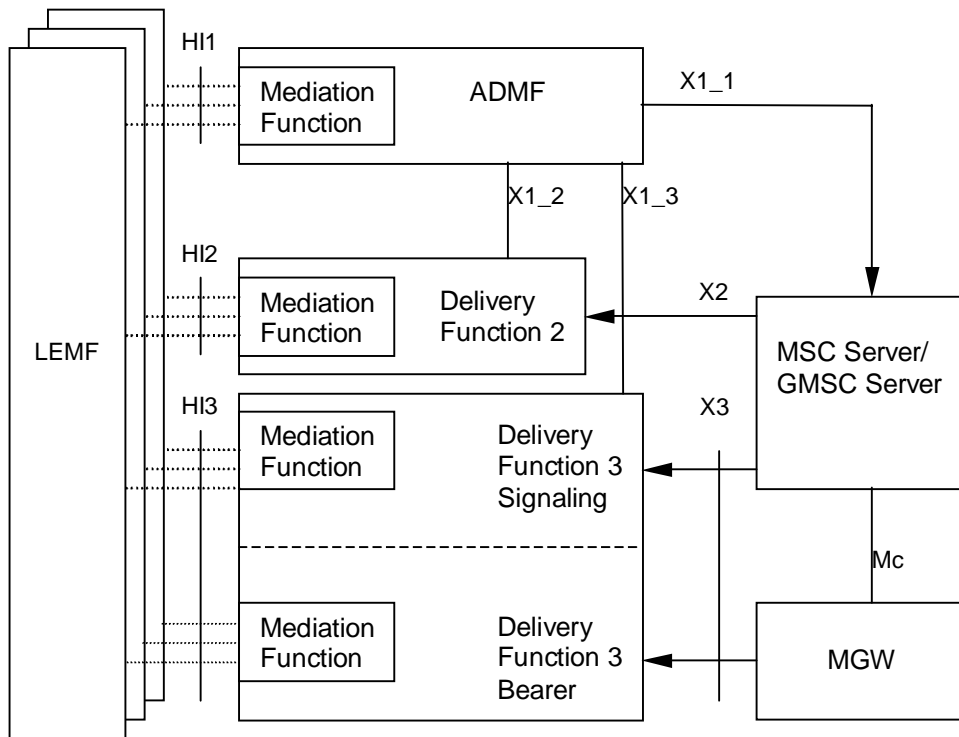 HI1
Mediation
Function
ADMF
X1_1
X1_2
X1_3
HI2
Mediation
Function
Delivery
Function 2
X2
LEMF
MSC Server/
GMSC Server
HI3
Mediation
Function
Delivery
Function 3
Signaling
X3
Mc
Mediation
Function
Delivery
Function 3
Bearer
MGW